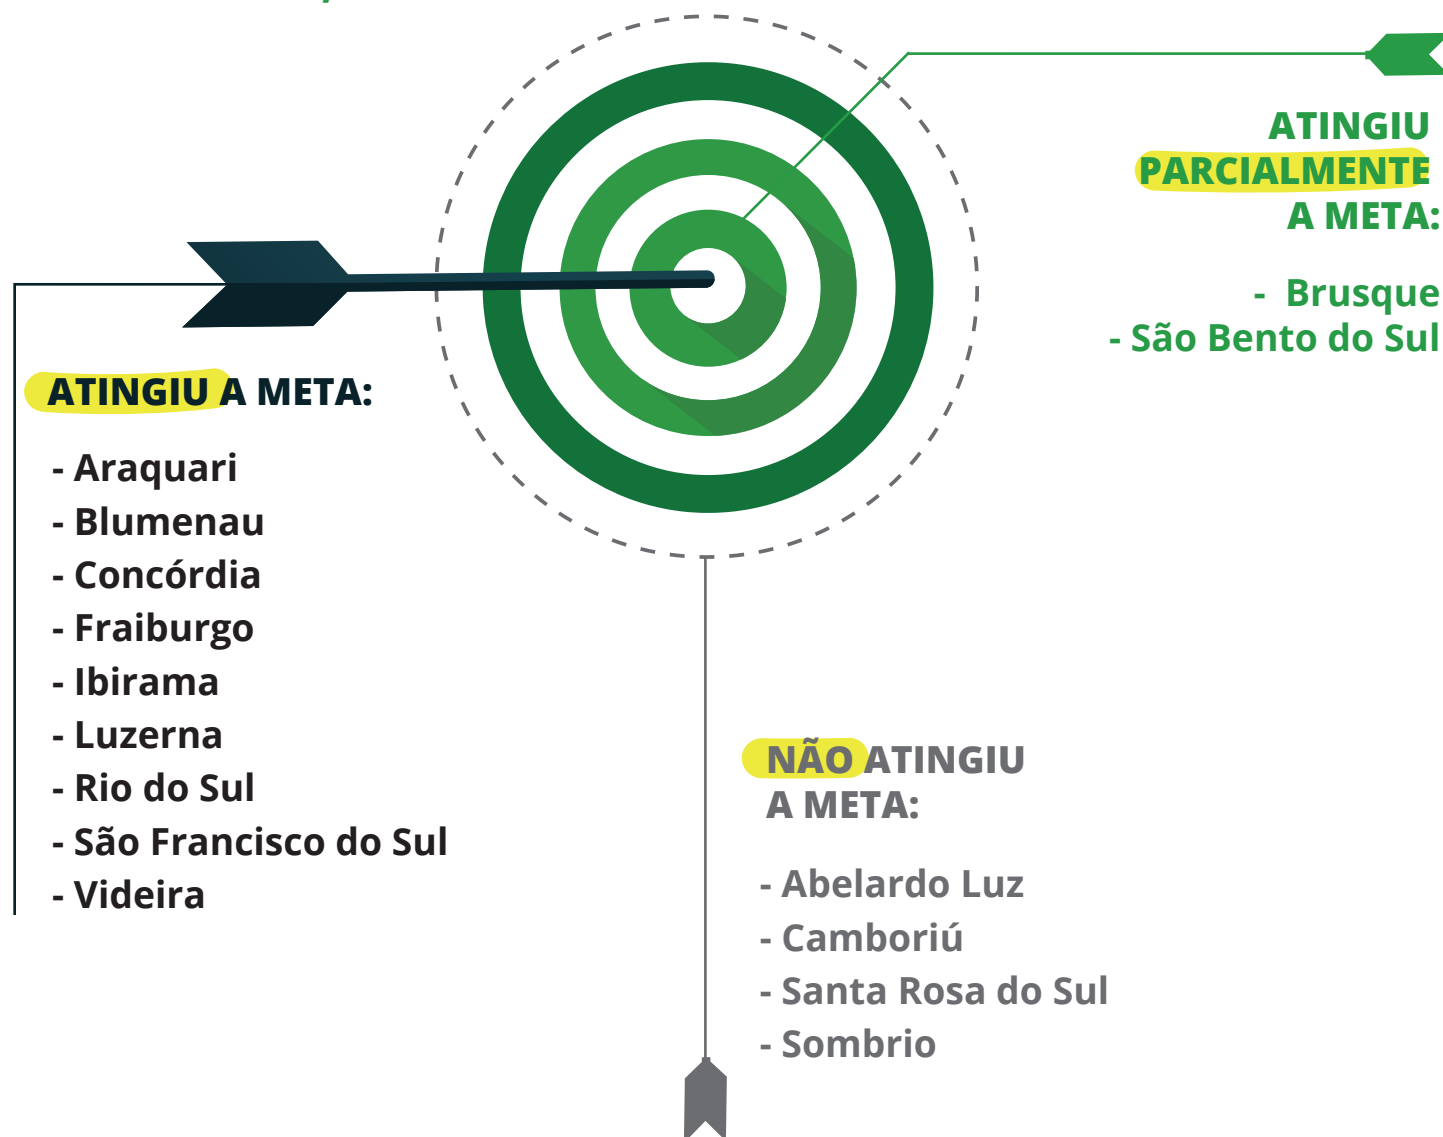 ATINGIU
PARCIALMENTE
A META:
- Brusque
- São Bento do Sul
ATINGIU A META:
- Araquari
- Blumenau
- Concórdia
- Fraiburgo
- Ibirama
- Luzerna
- Rio do Sul
- São Francisco do Sul
- Videira
NÃO ATINGIU
A META:
- Abelardo Luz
- Camboriú
- Santa Rosa do Sul
- Sombrio